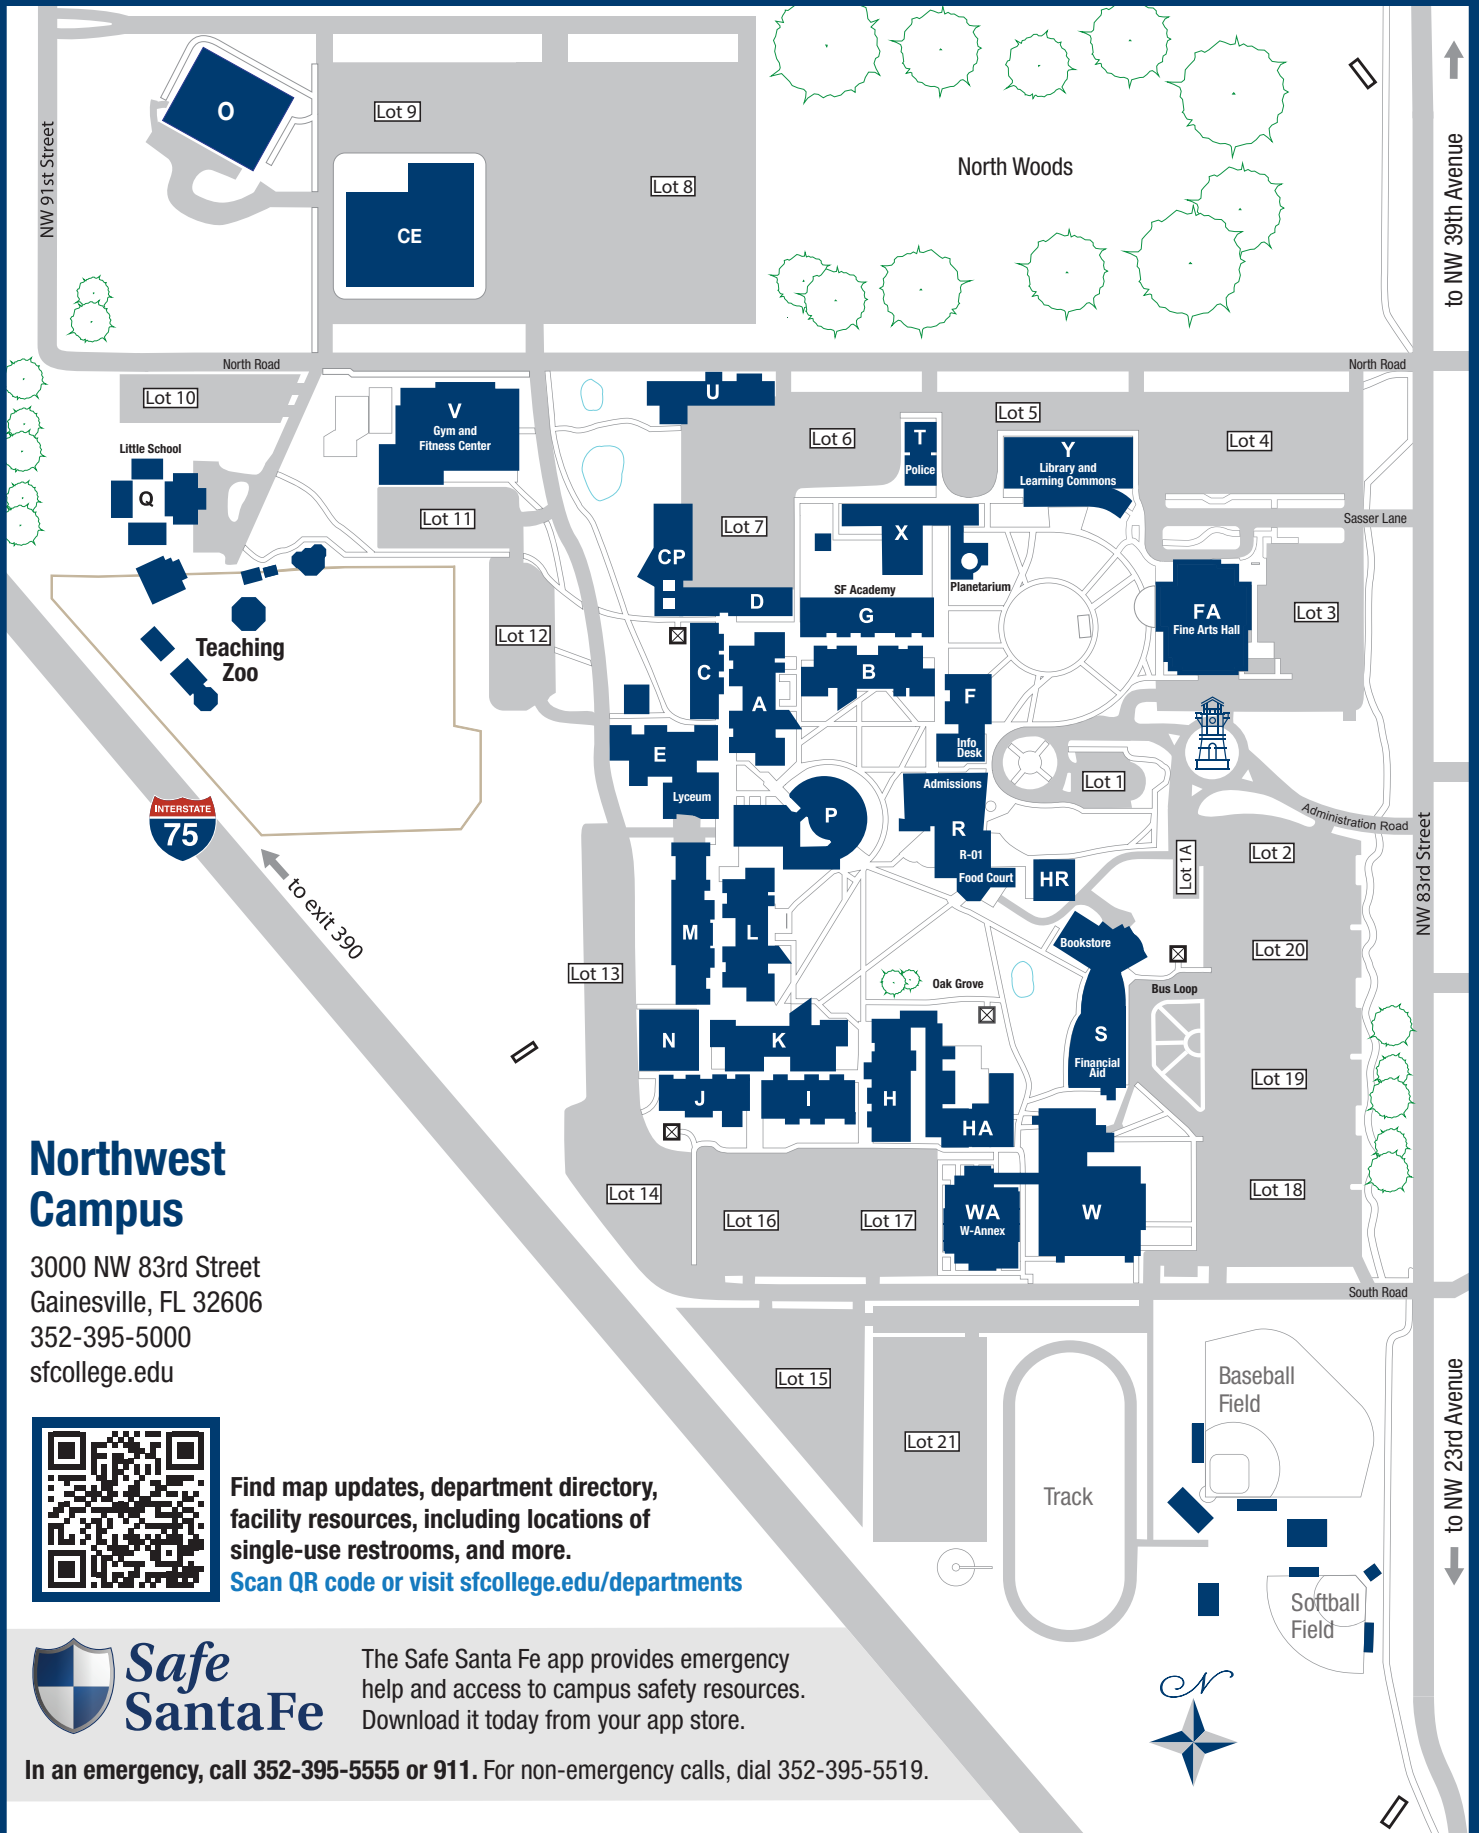 O
Lot 9
Lot 8
CE
North Woods
NW 91st Street
to NW 39th Avenue
North Road
North Road
Lot 10
V
Gym and
Fitness Center
U
Lot 6
T
Police
Lot 5
Y
Library and
Learning Commons
Lot 4
Little School
Q
Lot 11
Lot 7
X
Sasser Lane
CP
Planetarium
SF Academy
D
G
FA
Fine Arts Hall
Lot 3
Teaching
Zoo
Lot 12
C
A
B
F
Info
Desk
E
Lyceum
Admissions
Lot 1
INTERSTATE
75
P
R
R-01
Food Court
HR
Lot 1A
Lot 2
Administration Road
NW 83rd Street
to exit 390
M
L
Bookstore
Lot 20
Lot 13
Oak Grove
Bus Loop
N
K
S
Financial
Aid
Lot 19
J
I
H
HA
Northwest
Campus
3000 NW 83rd Street
Gainesville, FL 32606
352-395-5000
sfcollege.edu
Lot 14
Lot 16
Lot 17
WA
W-Annex
W
Lot 18
South Road
Lot 15
Lot 21
Track
Baseball
Field
to NW 23rd Avenue
Softball
Field
Find map updates, department directory,
facility resources, including locations of
single-use restrooms, and more.
Scan QR code or visit sfcollege.edu/departments
Safe
SantaFe
The Safe Santa Fe app provides emergency
help and access to campus safety resources.
Download it today from your app store.
N
In an emergency, call 352-395-5555 or 911. For non-emergency calls, dial 352-395-5519.